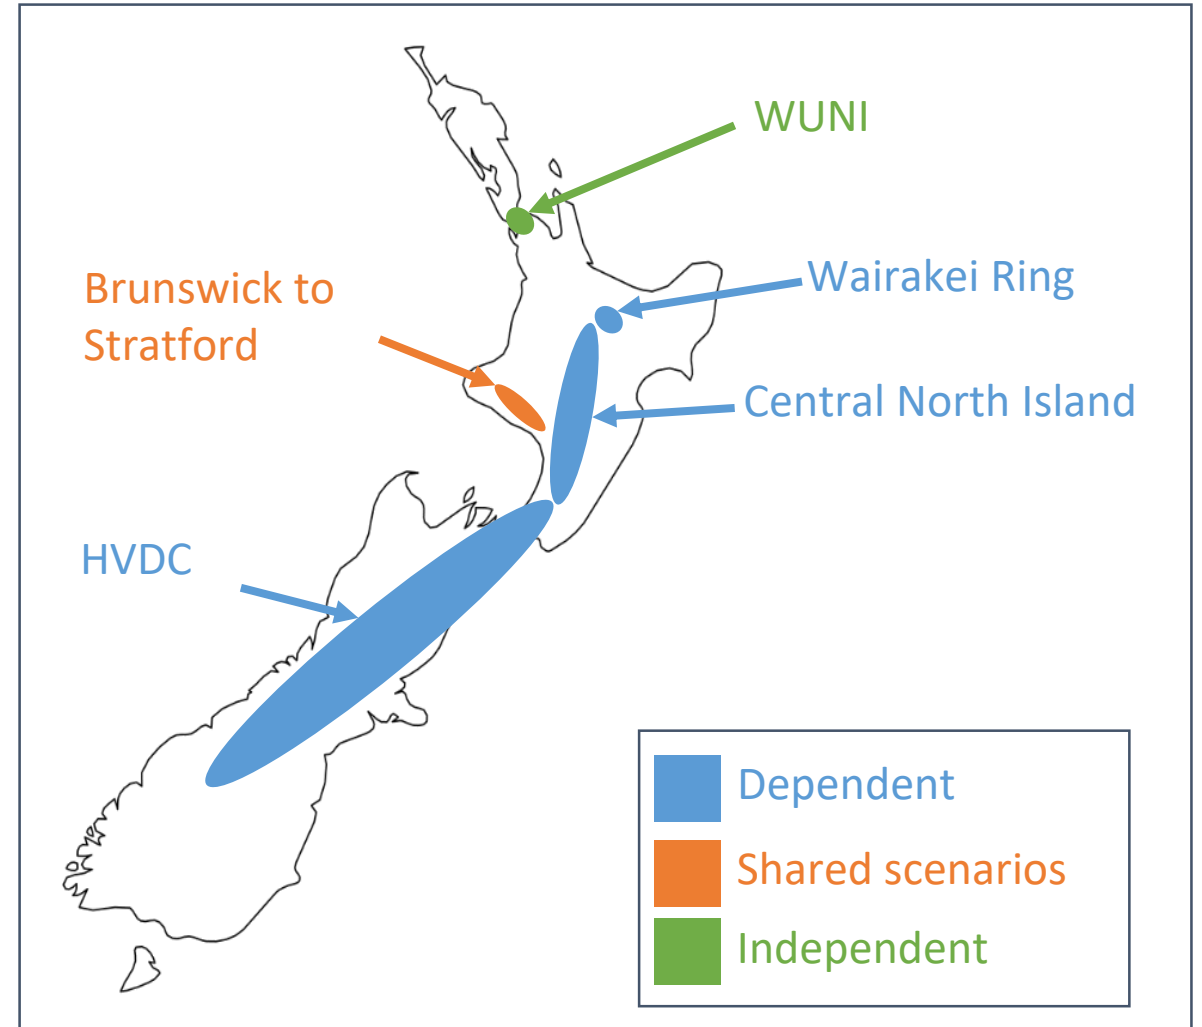 WUNI
Wairakei Ring
Brunswick to
Stratford
Central North Island
HVDC
Dependent
Shared scenarios
Independent